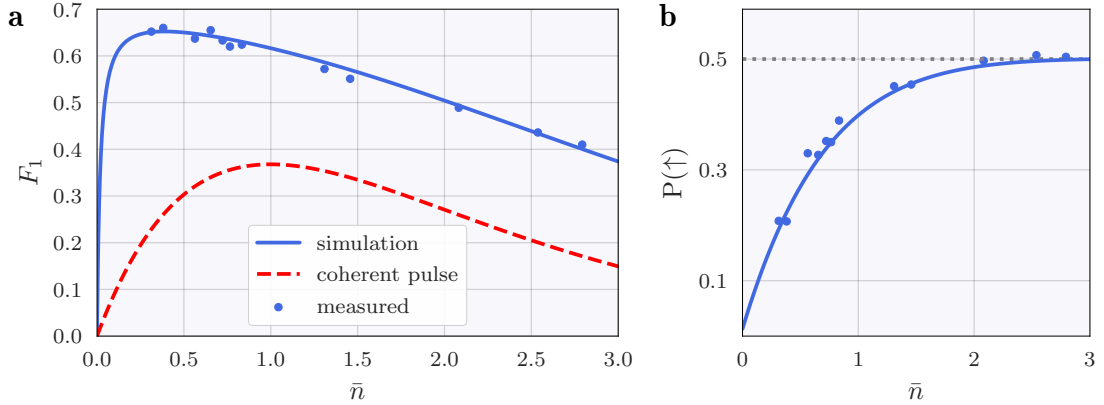 a
0.7
0.6
0.5
0.4
0.3
0.2
0.1
0.0
F₁
simulation
coherent pulse
measured
0.0 0.5 1.0 1.5 2.0 2.5 3.0
n̄
b
0.5
0.3
0.1
P(↑)
0 1 2 3
n̄